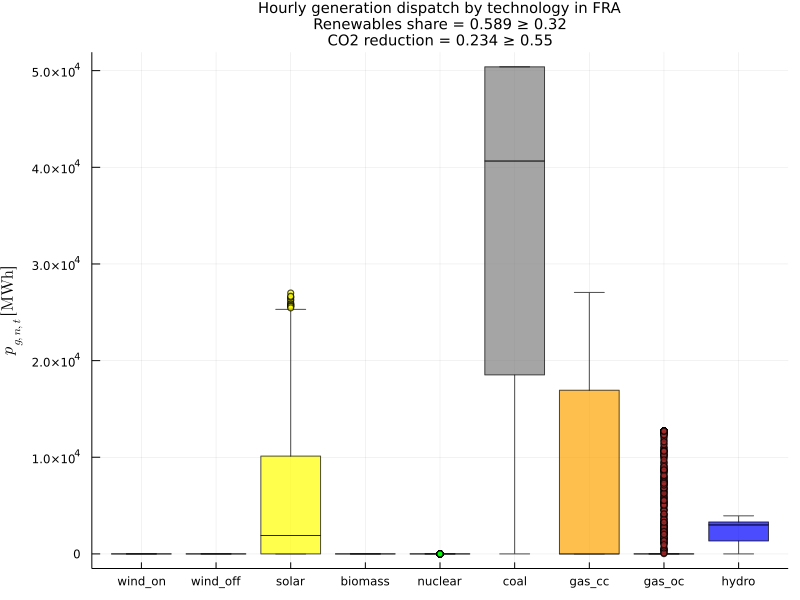 Hourly generation dispatch by technology in FRA
Renewables share = 0.589 ≥ 0.32
CO2 reduction = 0.234 ≥ 0.55
5.0×10⁴
4.0×10⁴
3.0×10⁴
2.0×10⁴
1.0×10⁴
0
p_{g,n,t}[MWh]
wind_on wind_off solar biomass nuclear coal gas_cc gas_oc hydro